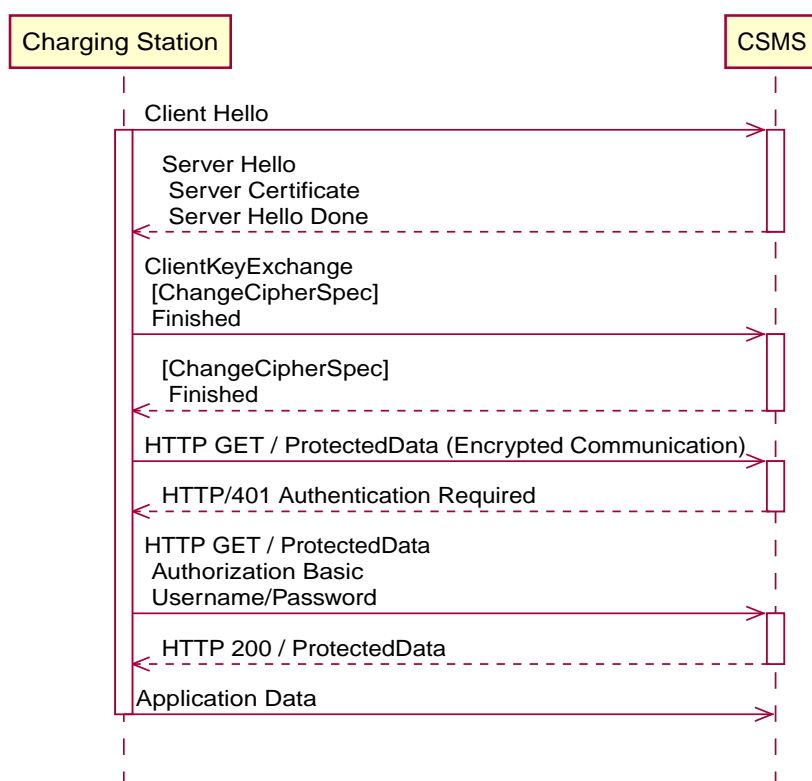 Charging Station
CSMS
Client Hello
Server Hello
Server Certificate
Server Hello Done
ClientKeyExchange
[ChangeCipherSpec]
Finished
[ChangeCipherSpec]
Finished
HTTP GET / ProtectedData (Encrypted Communication)
HTTP/401 Authentication Required
HTTP GET / ProtectedData
Authorization Basic
Username/Password
HTTP 200 / ProtectedData
Application Data